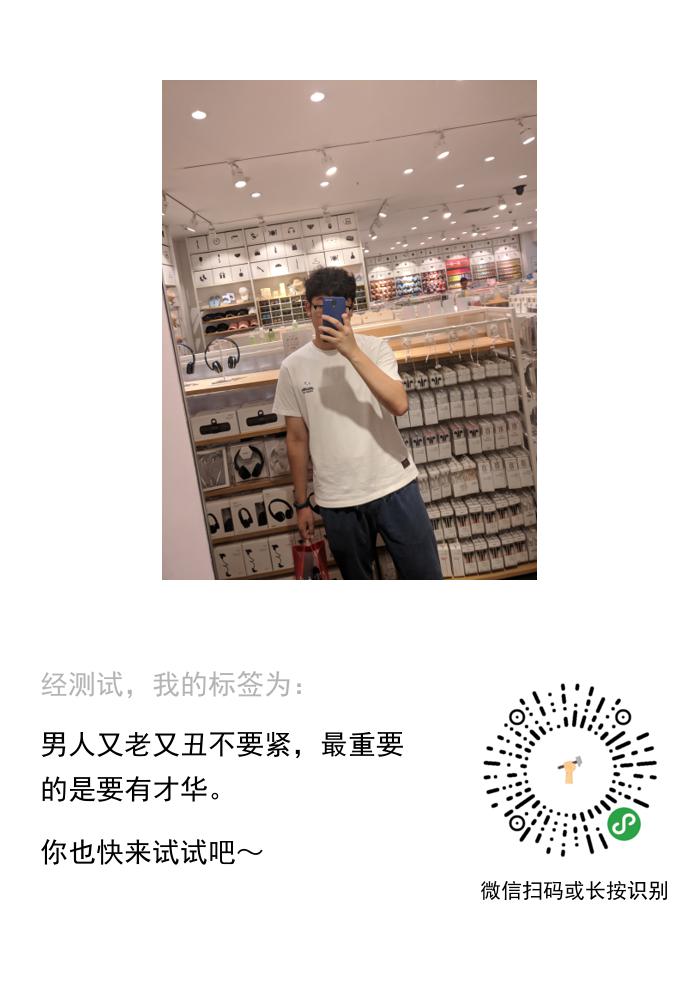 经测试，我的标签为：
男人又老又丑不要紧，最重要
的是要有才华。
你也快来试试吧～
微信扫码或长按识别